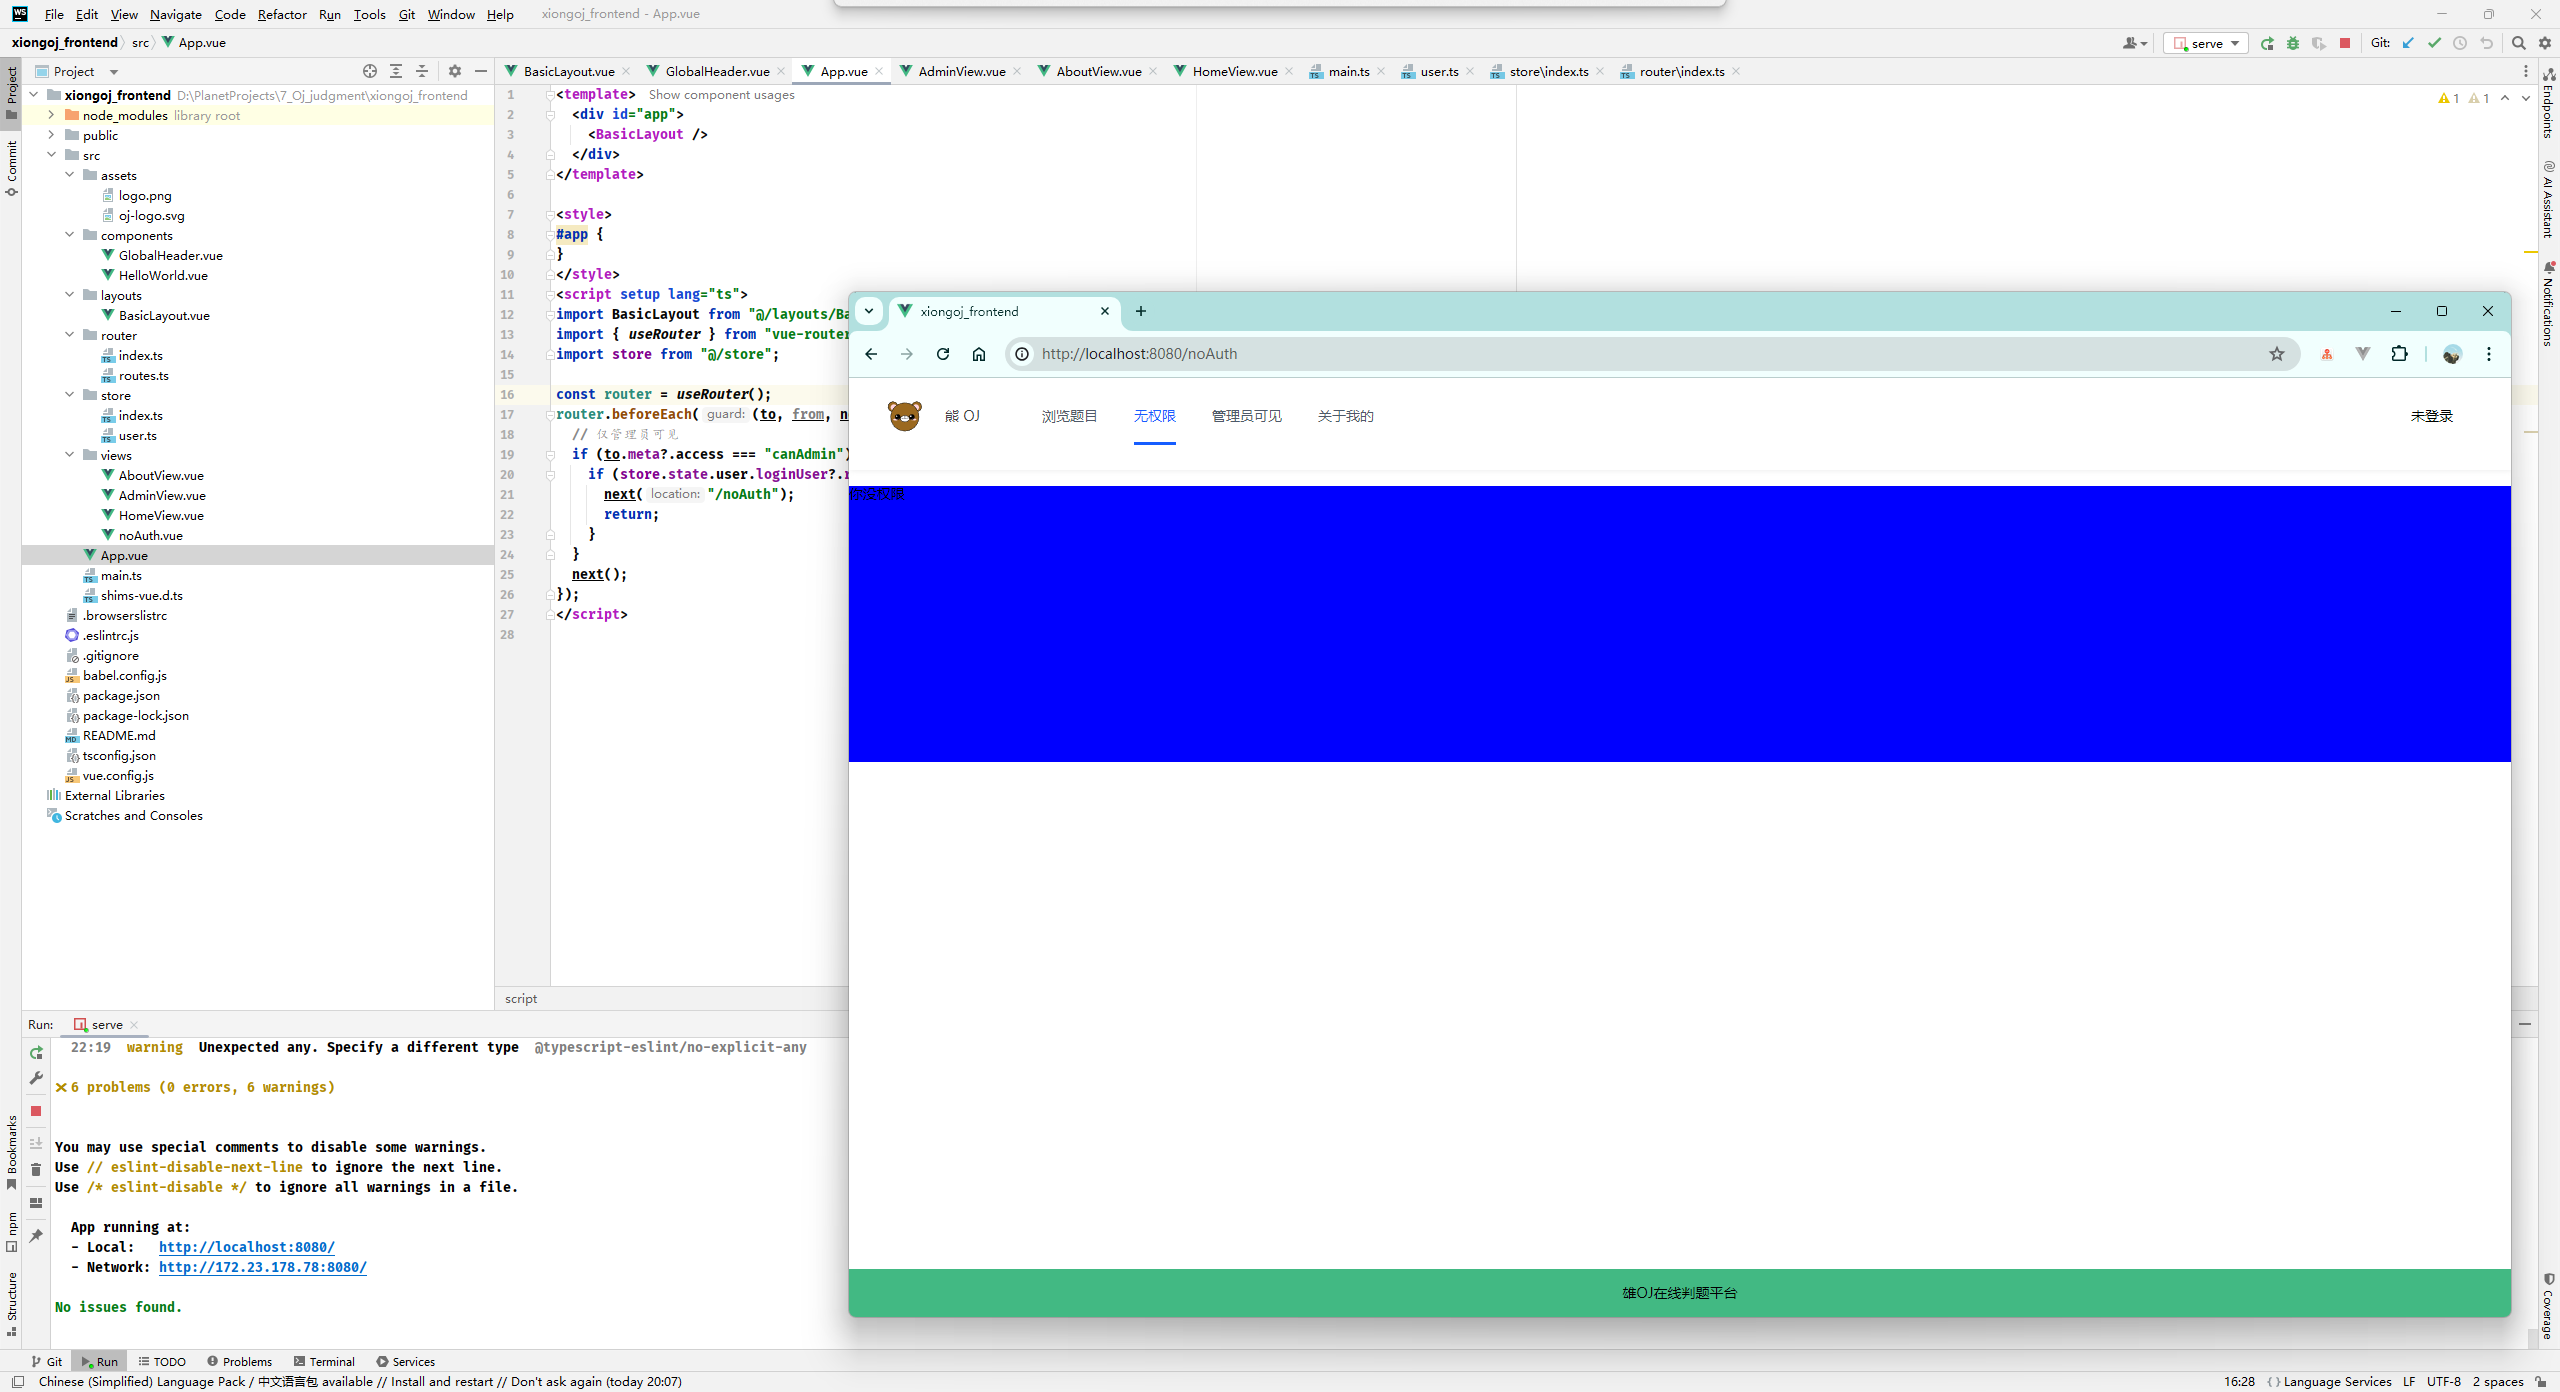 File Edit View Navigate Code Refactor Run Tools Git Window Help xiongoj_frontend - App.vue
xiongoj_frontend src App.vue
serve
Git:
Project
BasicLayout.vue
GlobalHeader.vue
App.vue
AdminView.vue
AboutView.vue
HomeView.vue
main.ts
user.ts
store\index.ts
router\index.ts
xiongoj_frontend D:\PlanetProjects\7_Oj_judgment\xiongoj_frontend
node_modules library root
public
src
assets
logo.png
oj-logo.svg
components
GlobalHeader.vue
HelloWorld.vue
layouts
BasicLayout.vue
router
index.ts
routes.ts
store
index.ts
user.ts
views
AboutView.vue
AdminView.vue
HomeView.vue
noAuth.vue
App.vue
main.ts
shims-vue.d.ts
.browserslistrc
.eslintrc.js
.gitignore
babel.config.js
package.json
package-lock.json
README.md
tsconfig.json
vue.config.js
External Libraries
Scratches and Consoles
1 <template> Show component usages
2 <div id="app">
3 <BasicLayout />
4 </div>
5 </template>
6
7 <style>
8 #app {
9 }
10 </style>
11 <script setup lang="ts">
12 import BasicLayout from "@/layouts/Ba
13 import { useRouter } from "vue-router
14 import store from "@/store";
15
16 const router = useRouter();
17 router.beforeEach( guard: (to, from, n
18 // 仅管理员可见
19 if (to.meta?.access === "canAdmin")
20 if (store.state.user.loginUser?.r
21 next( location: "/noAuth");
22 return;
23 }
24 }
25 next();
26 });
27 </script>
28
script
1 1
xiongoj_frontend
http://localhost:8080/noAuth
熊 OJ
浏览题目
无权限
管理员可见
关于我的
未登录
你没权限
雄OJ在线判题平台
Run: serve
22:19 warning Unexpected any. Specify a different type @typescript-eslint/no-explicit-any
6 problems (0 errors, 6 warnings)
You may use special comments to disable some warnings.
Use // eslint-disable-next-line to ignore the next line.
Use /* eslint-disable */ to ignore all warnings in a file.
App running at:
- Local: http://localhost:8080/
- Network: http://172.23.178.78:8080/
No issues found.
Project
Commit
Bookmarks
npm
Structure
Endpoints
AI Assistant
Notifications
Coverage
Git Run TODO Problems Terminal Services
Chinese (Simplified) Language Pack / 中文语言包 available // Install and restart // Don't ask again (today 20:07)
16:28 Language Services LF UTF-8 2 spaces